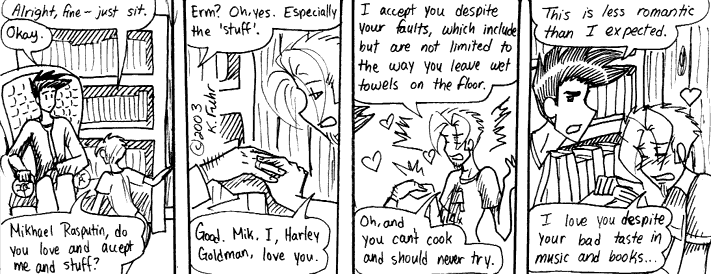 Alright, fine - just sit.
Okay.
Mikhael Rasputin, do
you love and accept
me and stuff?
Erm? Oh, yes. Especially
the 'stuff'.
©2003
K. Fuhr
Good. Mik, I, Harley
Goldman, love you.
I accept you despite
your faults, which include
but are not limited to
the way you leave wet
towels on the floor.
Oh, and
you can't cook
and should never try.
This is less romantic
than I expected.
I love you despite
your bad taste in
music and books...